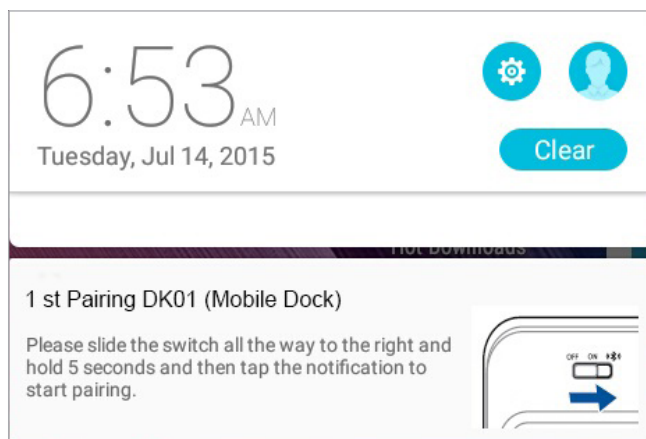 6:53 AM
Tuesday, Jul 14, 2015
Clear
Hot Downloads
1 st Pairing DK01 (Mobile Dock)
Please slide the switch all the way to the right and
hold 5 seconds and then tap the notification to
start pairing.
OFF ON